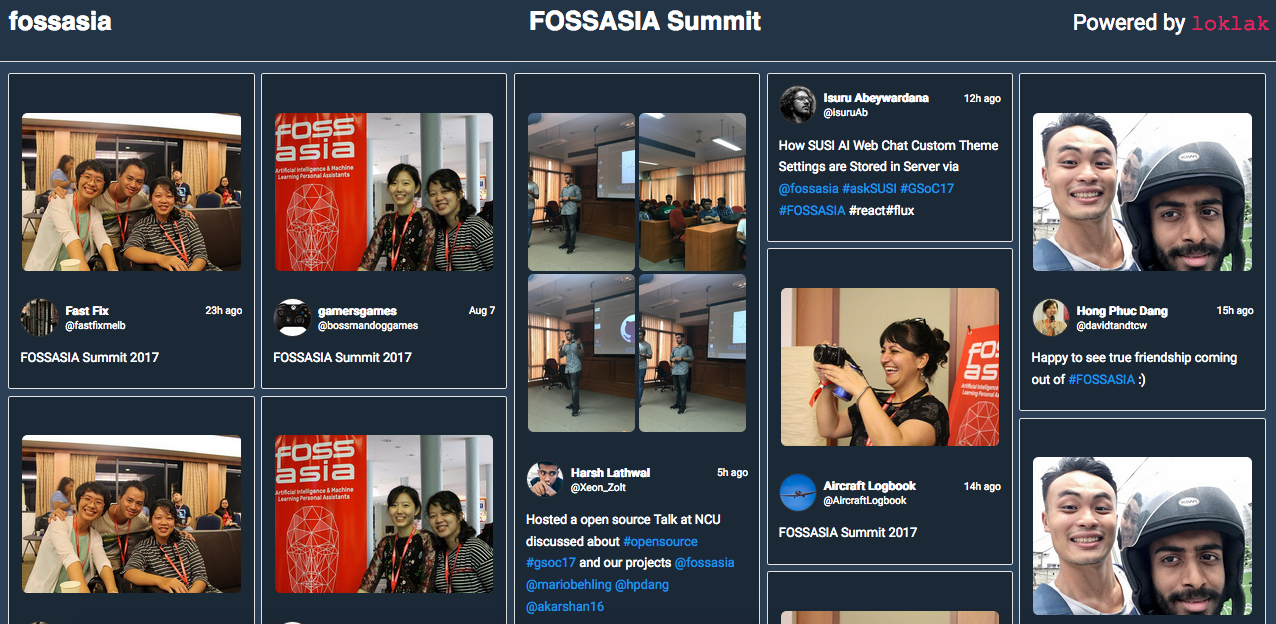 fossasia
FOSSASIA Summit
Powered by loklak
Fast Fix
23h ago
@fastfixmelb
FOSSASIA Summit 2017
FOSS
asia
Artificial Intelligence & Machine
Learning Personal Assistants
gamersgames
Aug 7
@bossmandoggames
FOSSASIA Summit 2017
FOSS
asia
Artificial Intelligence & Machine
Learning Personal Assistants
Harsh Lathwal
5h ago
@Xeon_Zolt
Hosted a open source Talk at NCU
discussed about #opensource
#gsoc17 and our projects @fossasia
@mariobehling @hpdang
@akarshan16
Isuru Abeywardana
12h ago
@isuruAb
How SUSI AI Web Chat Custom Theme
Settings are Stored in Server via
@fossasia #askSUSI #GSoC17
#FOSSASIA #react#flux
Aircraft Logbook
14h ago
@AircraftLogbook
FOSSASIA Summit 2017
Hong Phuc Dang
15h ago
@davidtandtcw
Happy to see true friendship coming
out of #FOSSASIA :)